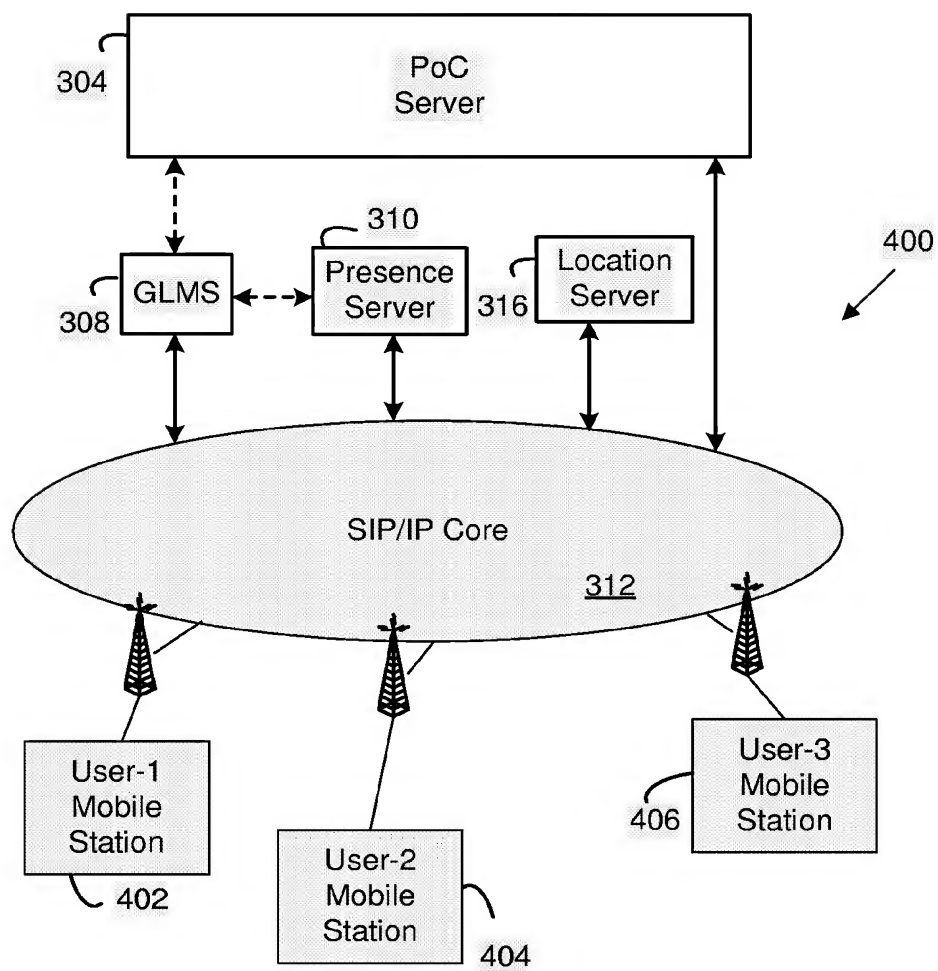 304
PoC
Server
310
400
GLMS
Presence
Server
Location
Server
308
316
SIP/IP Core
312
User-1
Mobile
Station
402
User-2
Mobile
Station
404
User-3
Mobile
Station
406